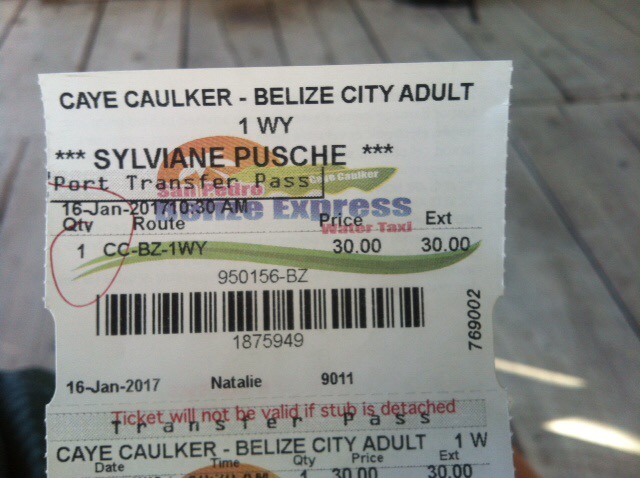 CAYE CAULKER - BELIZE CITY ADULT
1 WY
*** SYLVIANE PUSCHE ***
Port Transfer Pass
San Pedro Caye Caulker
16-Jan-2017 10:30 AM
Belize Express
Water Taxi
Qty Route Price Ext
1 CC-BZ-1WY 30.00 30.00
950156-BZ
1875949
769002
16-Jan-2017 Natalie 9011
Ticket will not be valid if stub is detached
Transfer Pass
CAYE CAULKER - BELIZE CITY ADULT 1 W
Date Time Qty Price Ext
1 30.00 30.00